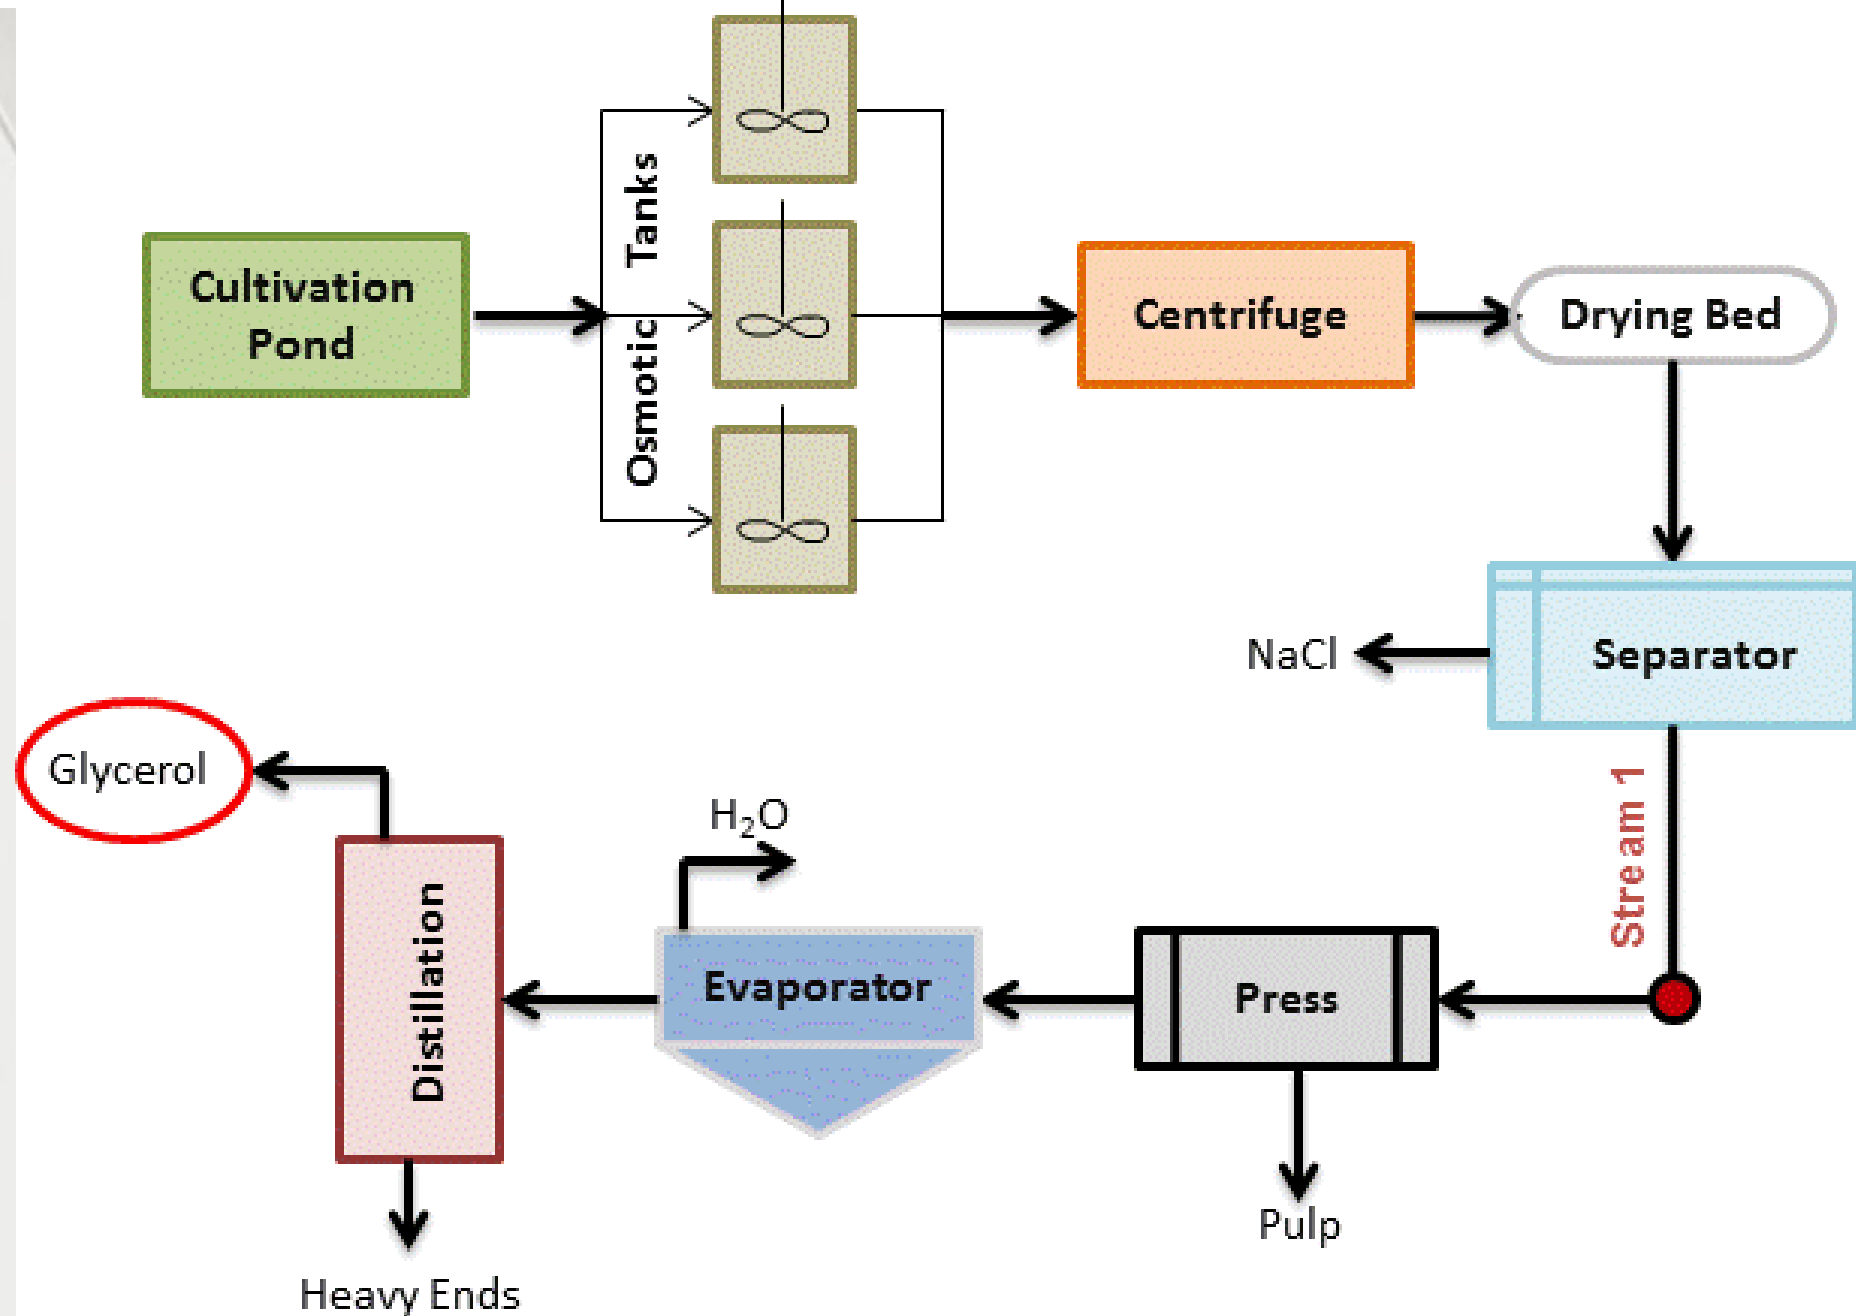 Cultivation
Pond
Osmotic Tanks
Centrifuge
Drying Bed
NaCl
Separator
Stream 1
Glycerol
H₂O
Distillation
Evaporator
Press
Pulp
Heavy Ends